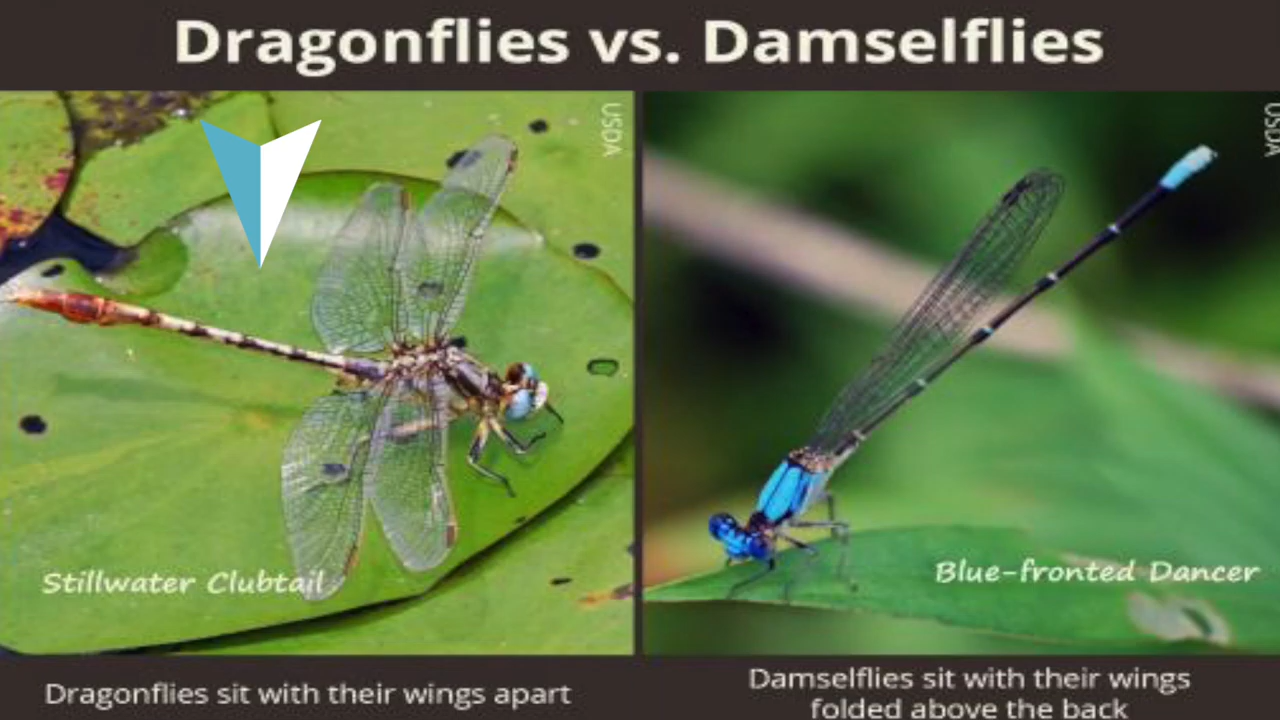 Dragonflies vs. Damselflies
USDA
USDA
Stillwater Clubtail
Blue-fronted Dancer
Dragonflies sit with their wings apart
Damselflies sit with their wings
folded above the back